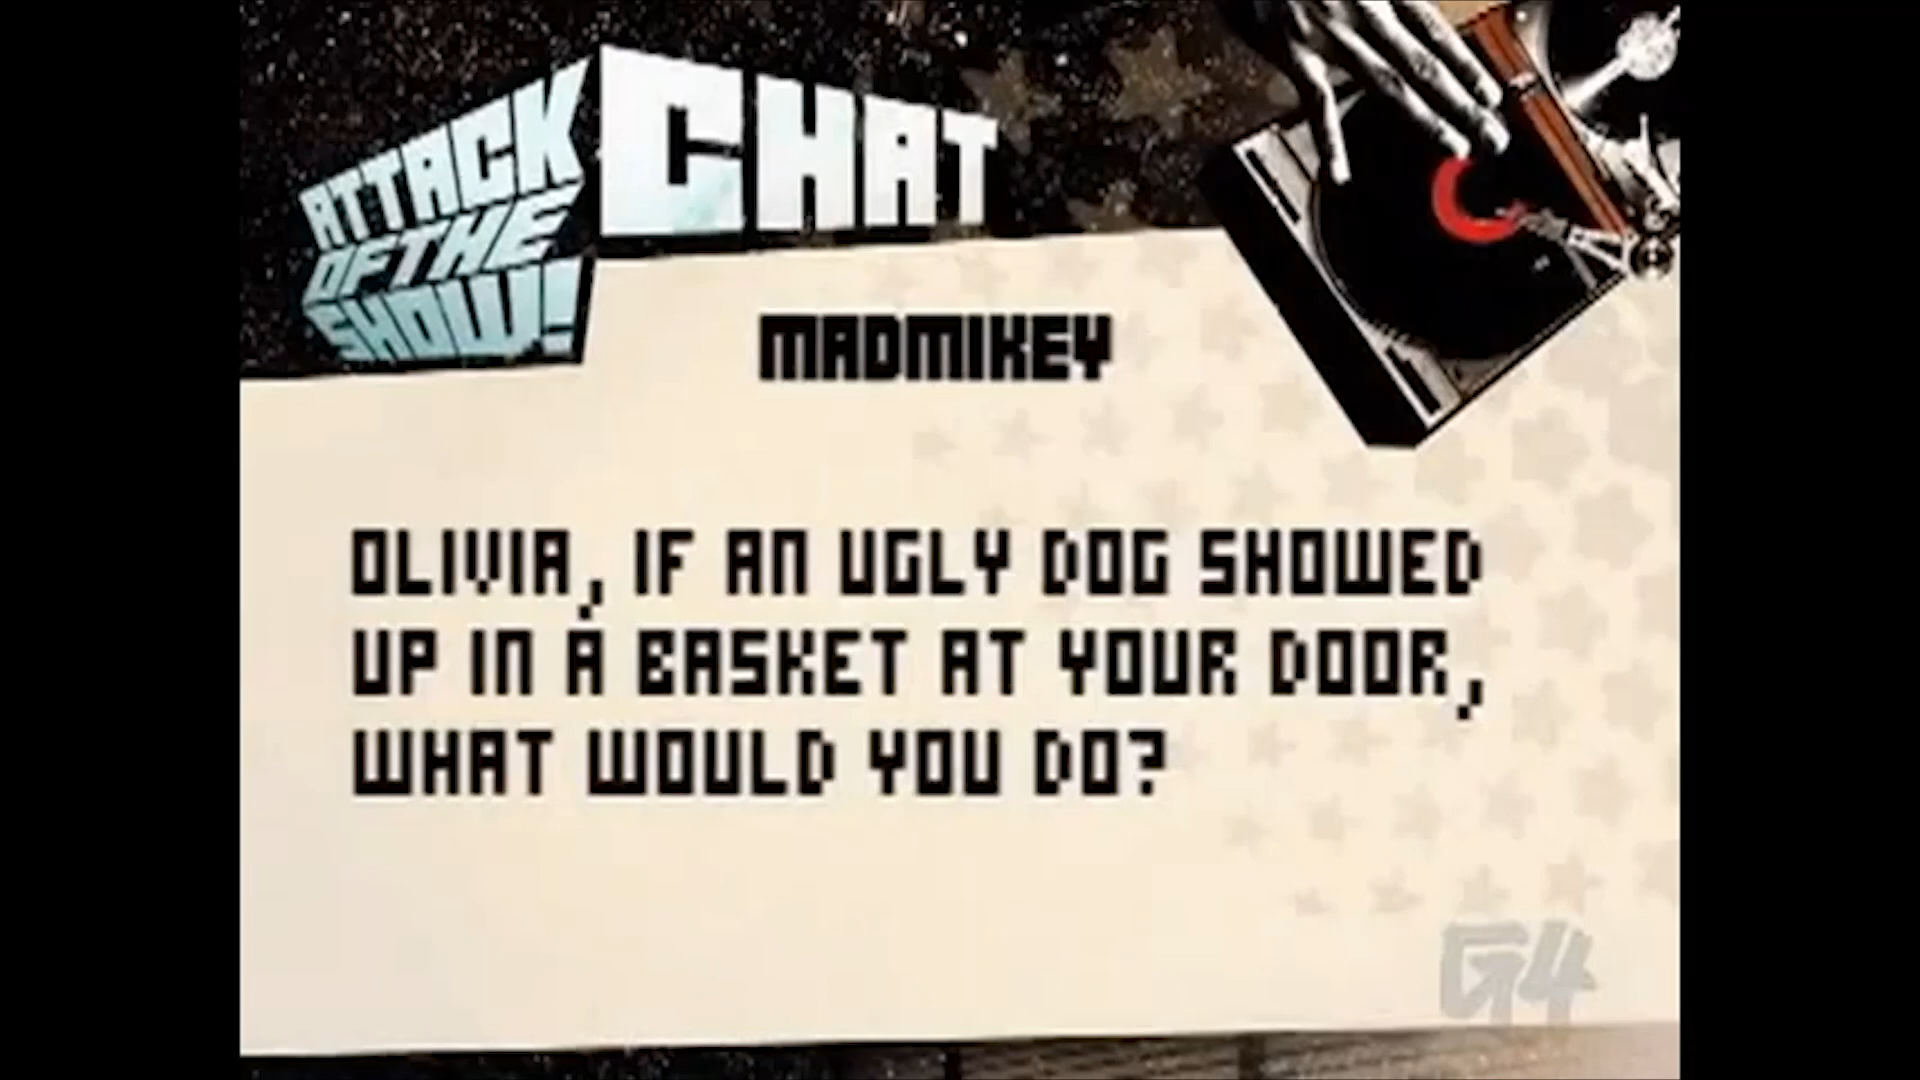 ATTACK
OF THE
SHOW!
CHAT
MADMIKEY
OLIVIA, IF AN UGLY DOG SHOWED
UP IN A BASKET AT YOUR DOOR,
WHAT WOULD YOU DO?
G4